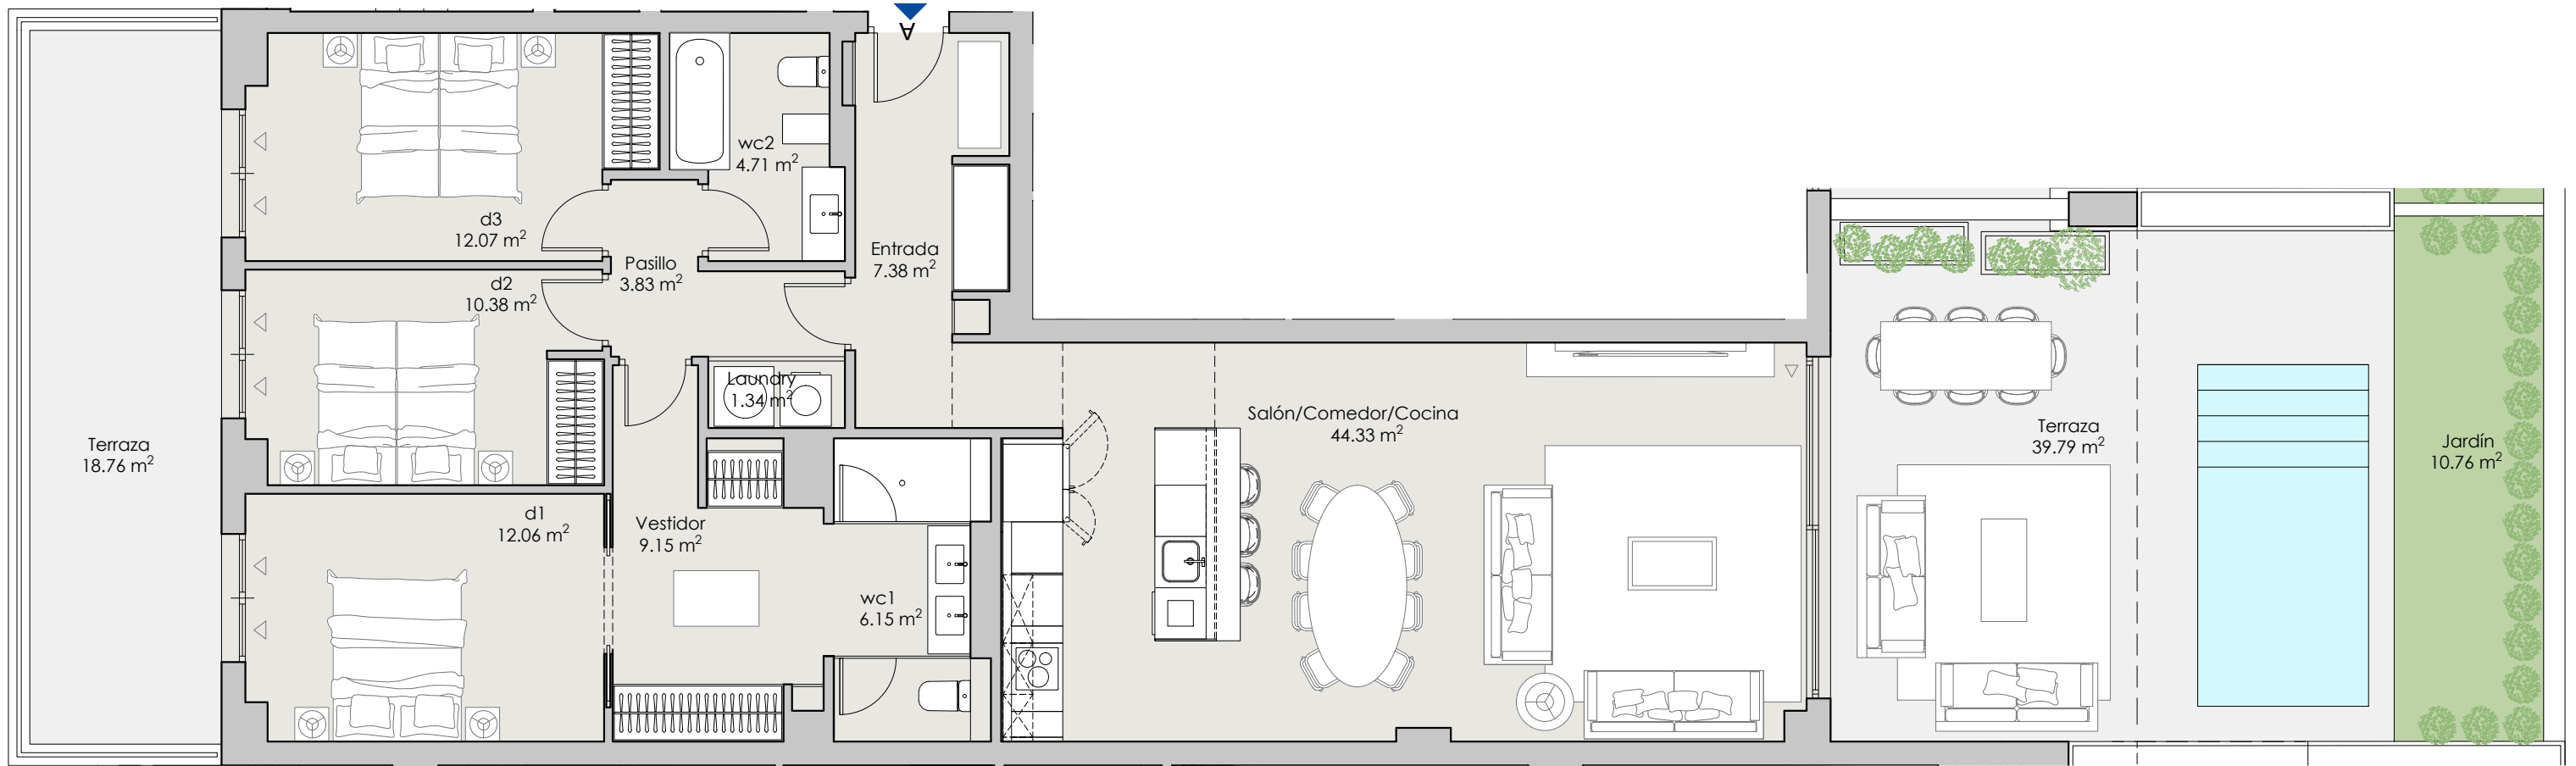 A
wc2
4.71 m²
d3
12.07 m²
Entrada
7.38 m²
Pasillo
3.83 m²
d2
10.38 m²
Laundry
1.34 m²
Salón/Comedor/Cocina
44.33 m²
Terraza
18.76 m²
Terraza
39.79 m²
Jardín
10.76 m²
d1
12.06 m²
Vestidor
9.15 m²
wc1
6.15 m²